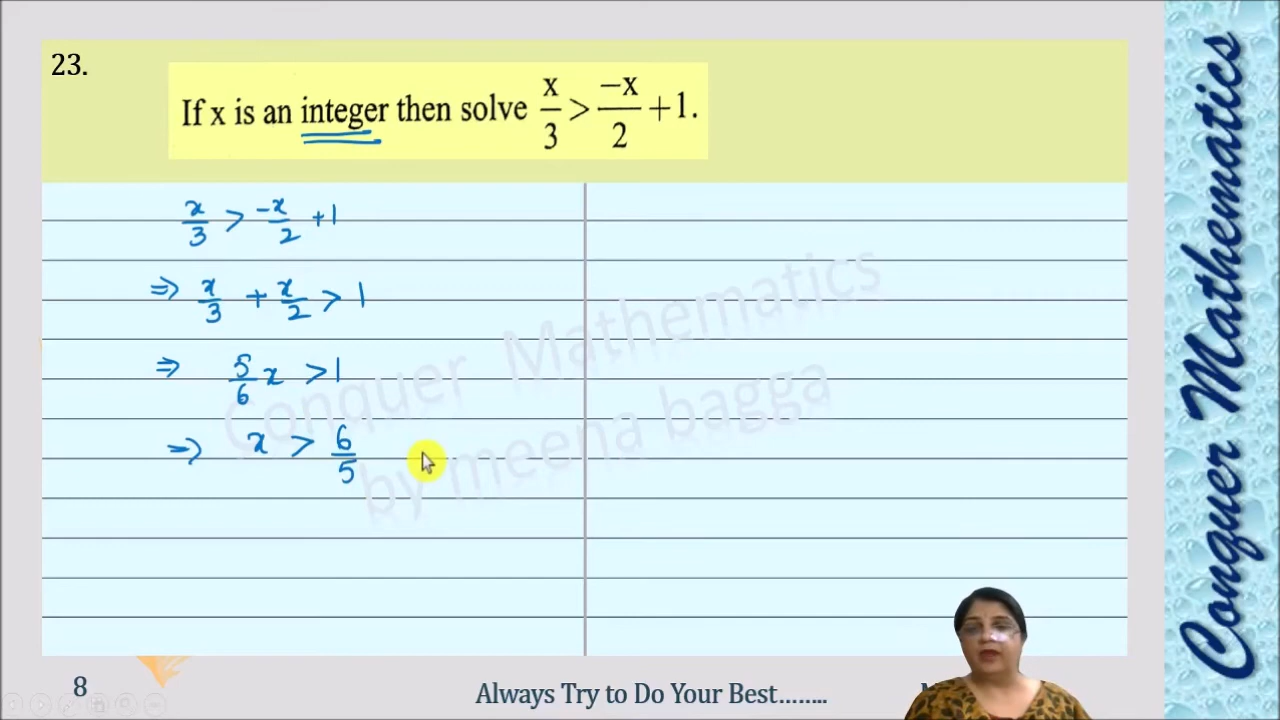 23.
If x is an integer then solve x/3 > -x/2 + 1.
x/3 > -x/2 + 1
⇒ x/3 + x/2 > 1
⇒ 5/6 x > 1
⇒ x > 6/5
Conquer Mathematics
by meena bagga
8
Always Try to Do Your Best........
Conquer Mathematics